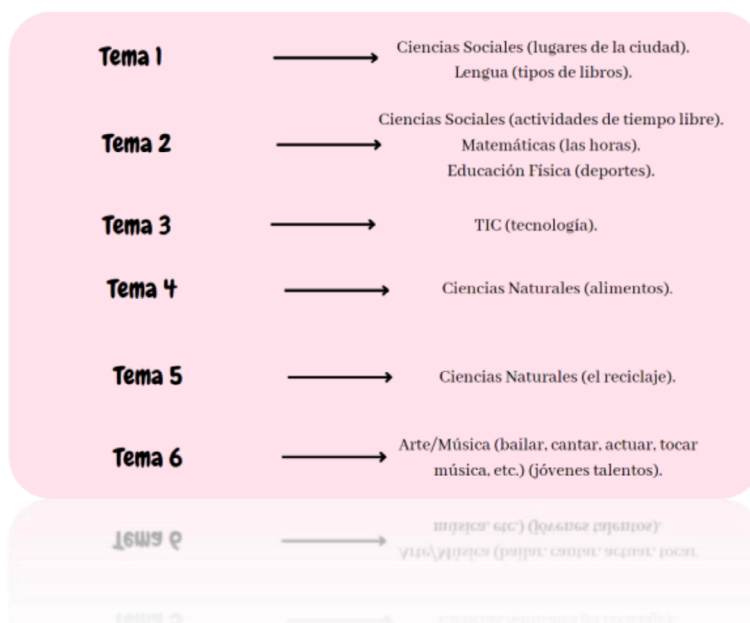 Tema 1
Ciencias Sociales (lugares de la ciudad).
Lengua (tipos de libros).
Tema 2
Ciencias Sociales (actividades de tiempo libre).
Matemáticas (las horas).
Educación Física (deportes).
Tema 3
TIC (tecnología).
Tema 4
Ciencias Naturales (alimentos).
Tema 5
Ciencias Naturales (el reciclaje).
Tema 6
Arte/Música (bailar, cantar, actuar, tocar
música, etc.) (jóvenes talentos).